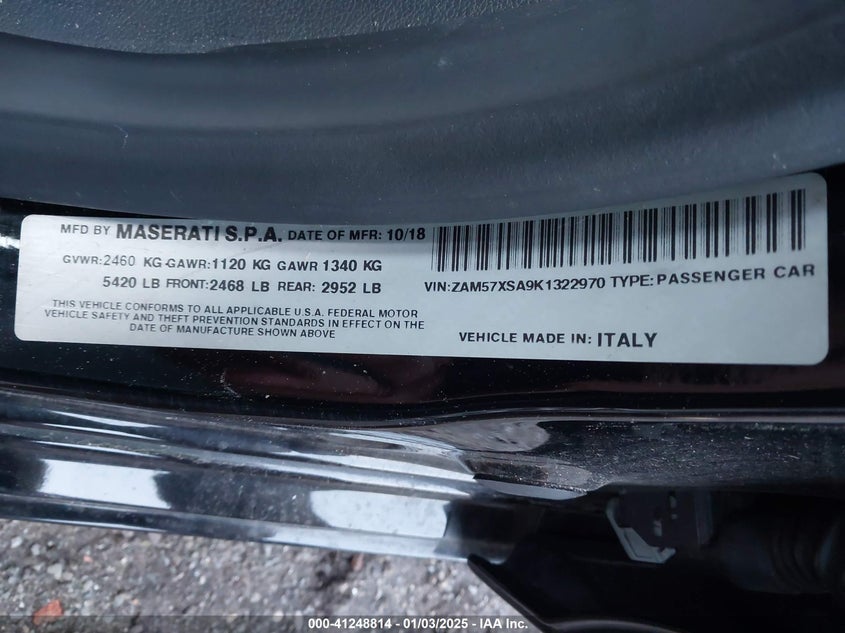 MFD BY MASERATI S.P.A. DATE OF MFR: 10/18
GVWR:2460 KG-GAWR:1120 KG GAWR 1340 KG
5420 LB FRONT:2468 LB REAR: 2952 LB
THIS VEHICLE CONFORMS TO ALL APPLICABLE U.S.A. FEDERAL MOTOR
VEHICLE SAFETY AND THEFT PREVENTION STANDARDS IN EFFECT ON THE
DATE OF MANUFACTURE SHOWN ABOVE
VIN:ZAM57XSA9K1322970 TYPE:PASSENGER CAR
VEHICLE MADE IN: ITALY
000-41248814 - 01/03/2025 - IAA Inc.